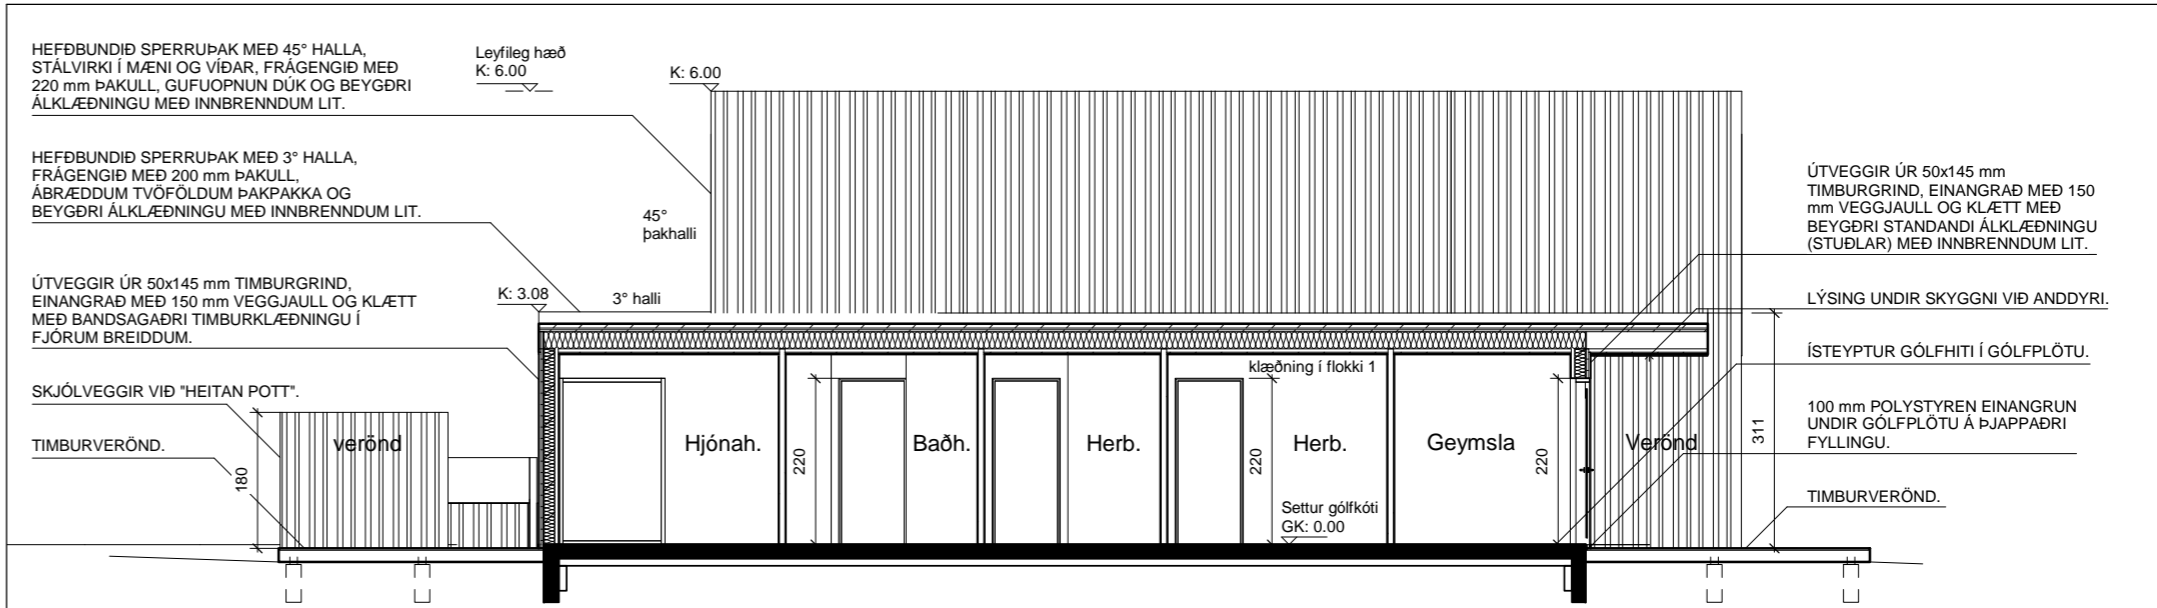 HEFÐBUNDIÐ SPERRUÞAK MEÐ 45° HALLA,
STÁLVIRKI Í MÆNI OG VÍÐAR, FRÁGENGIÐ MEÐ
220 mm ÞAKULL, GUFUOPNUN DÚK OG BEYGÐRI
ÁLKLÆÐNINGU MEÐ INNBRENNDUM LIT.
HEFÐBUNDIÐ SPERRUÞAK MEÐ 3° HALLA,
FRÁGENGIÐ MEÐ 200 mm ÞAKULL,
ÁBRÆDDUM TVÖFÖLDUM ÞAKPAKKA OG
BEYGÐRI ÁLKLÆÐNINGU MEÐ INNBRENNDUM LIT.
ÚTVEGGIR ÚR 50x145 mm TIMBURGRIND,
EINANGRAÐ MEÐ 150 mm VEGGJAULL OG KLÆTT
MEÐ BANDSAGAÐRI TIMBURKLÆÐNINGU Í
FJÓRUM BREIDDUM.
SKJÓLVEGGIR VIÐ "HEITAN POTT".
TIMBURVERÖND.
Leyfileg hæð
K: 6.00
K: 6.00
45°
þakhalli
K: 3.08
3° halli
180
verönd
Hjónah.
220
Baðh.
Herb.
klæðning í flokki 1
220
Herb.
Settur gólfkóti
GK: 0.00
Geymsla
220
Verönd
311
ÚTVEGGIR ÚR 50x145 mm
TIMBURGRIND, EINANGRAÐ MEÐ 150
mm VEGGJAULL OG KLÆTT MEÐ
BEYGÐRI STANDANDI ÁLKLÆÐNINGU
(STUÐLAR) MEÐ INNBRENNDUM LIT.
LÝSING UNDIR SKYGGNI VIÐ ANDDYRI.
ÍSTEYPTUR GÓLFHITI Í GÓLFPLÖTU.
100 mm POLYSTYREN EINANGRUN
UNDIR GÓLFPLÖTU Á ÞJAPPAÐRI
FYLLINGU.
TIMBURVERÖND.